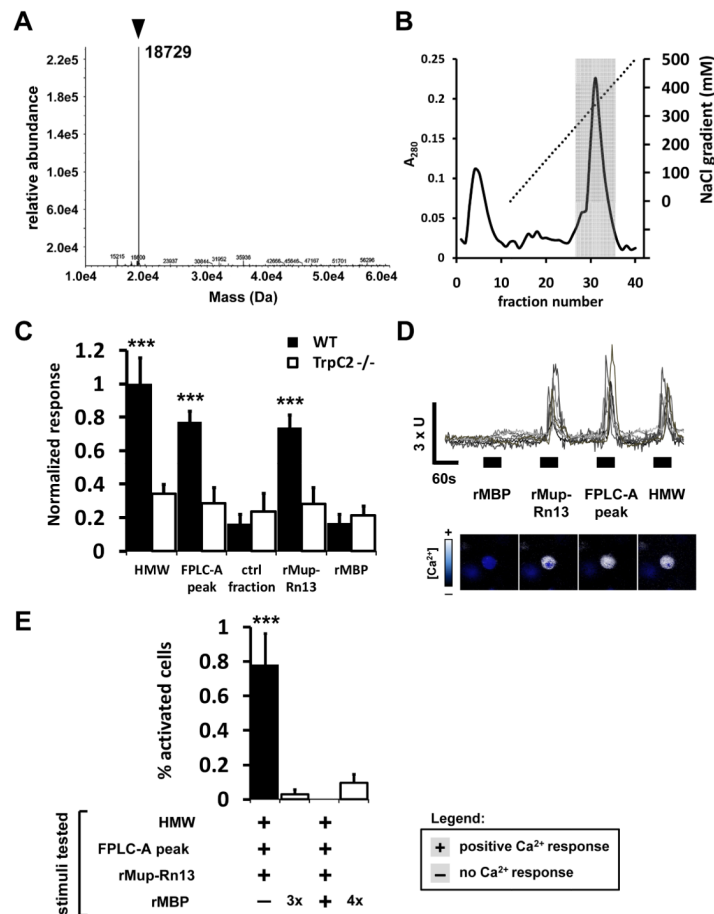 A
18729
relative abundance
2.2e5
1.8e5
1.4e5
1.0e5
6.0e4
2.0e4
15215
23937
31952
35936
51701
56296
1.0e4 2.0e4 3.0e4 4.0e4 5.0e4 6.0e4
Mass (Da)
B
A280
0.25
0.2
0.15
0.1
0.05
0
0 10 20 30 40
fraction number
500
400
300
200
100
0
NaCl gradient (mM)
C
WT
TrpC2 -/-
Normalized response
1.2
1
0.8
0.6
0.4
0.2
0
*** *** ***
HMW FPLC-A peak ctrl fraction rMup-Rn13 rMBP
D
3 x U
60s
rMBP rMup-Rn13 FPLC-A peak HMW
+
[Ca2+]
–
E
% activated cells
1
0.8
0.6
0.4
0.2
0
***
stimuli tested
HMW + +
FPLC-A peak + +
rMup-Rn13 + +
rMBP – 3x + 4x
Legend:
+ positive Ca2+ response
– no Ca2+ response